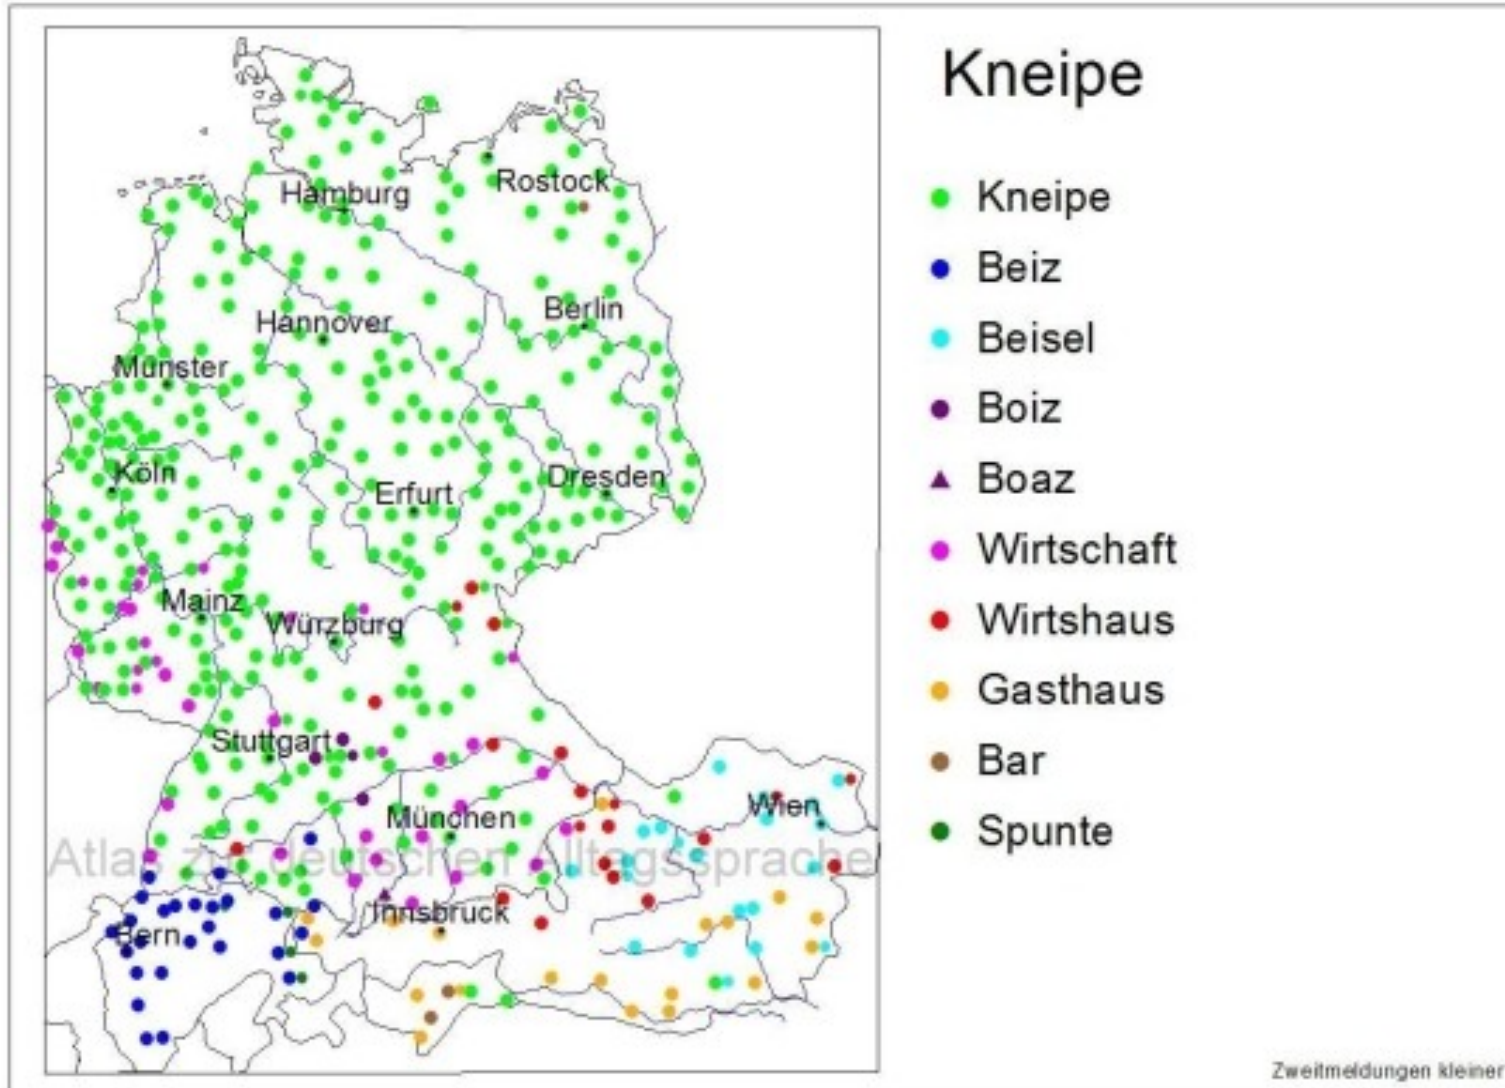 Kneipe
Hamburg
Rostock
Hannover
Berlin
Münster
Köln
Erfurt
Dresden
Mainz
Würzburg
Stuttgart
München
Wien
Atlas zur deutschen Alltagssprache
Innsbruck
Bern
Kneipe
Beiz
Beisel
Boiz
Boaz
Wirtschaft
Wirtshaus
Gasthaus
Bar
Spunte
Zweitmeldungen kleiner